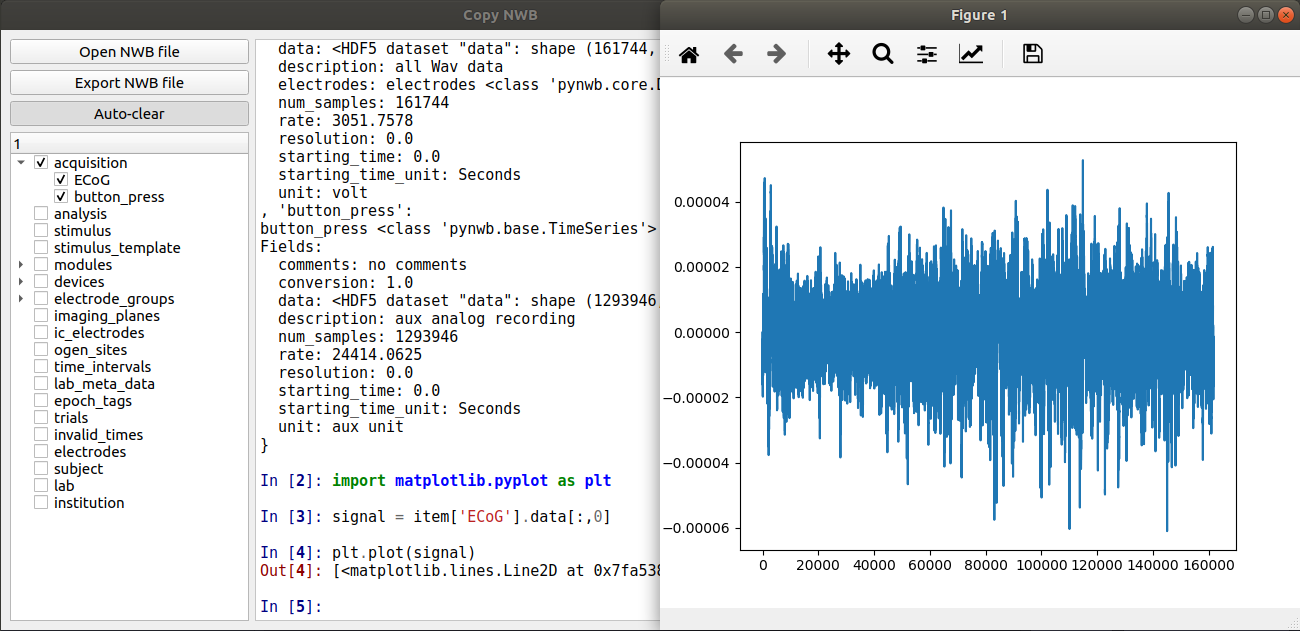 Copy NWB
Open NWB file
Export NWB file
Auto-clear
1
acquisition
ECoG
button_press
analysis
stimulus
stimulus_template
modules
devices
electrode_groups
imaging_planes
ic_electrodes
ogen_sites
time_intervals
lab_meta_data
epoch_tags
trials
invalid_times
electrodes
subject
lab
institution
data: <HDF5 dataset "data": shape (161744,
description: all Wav data
electrodes: electrodes <class 'pynwb.core.D
num_samples: 161744
rate: 3051.7578
resolution: 0.0
starting_time: 0.0
starting_time_unit: Seconds
unit: volt
, 'button_press':
button_press <class 'pynwb.base.TimeSeries'>
Fields:
comments: no comments
conversion: 1.0
data: <HDF5 dataset "data": shape (1293946,
description: aux analog recording
num_samples: 1293946
rate: 24414.0625
resolution: 0.0
starting_time: 0.0
starting_time_unit: Seconds
unit: aux unit
}
In [2]: import matplotlib.pyplot as plt
In [3]: signal = item['ECoG'].data[:,0]
In [4]: plt.plot(signal)
Out[4]: [<matplotlib.lines.Line2D at 0x7fa538
In [5]:
Figure 1
0.00004
0.00002
0.00000
−0.00002
−0.00004
−0.00006
0 20000 40000 60000 80000 100000 120000 140000 160000